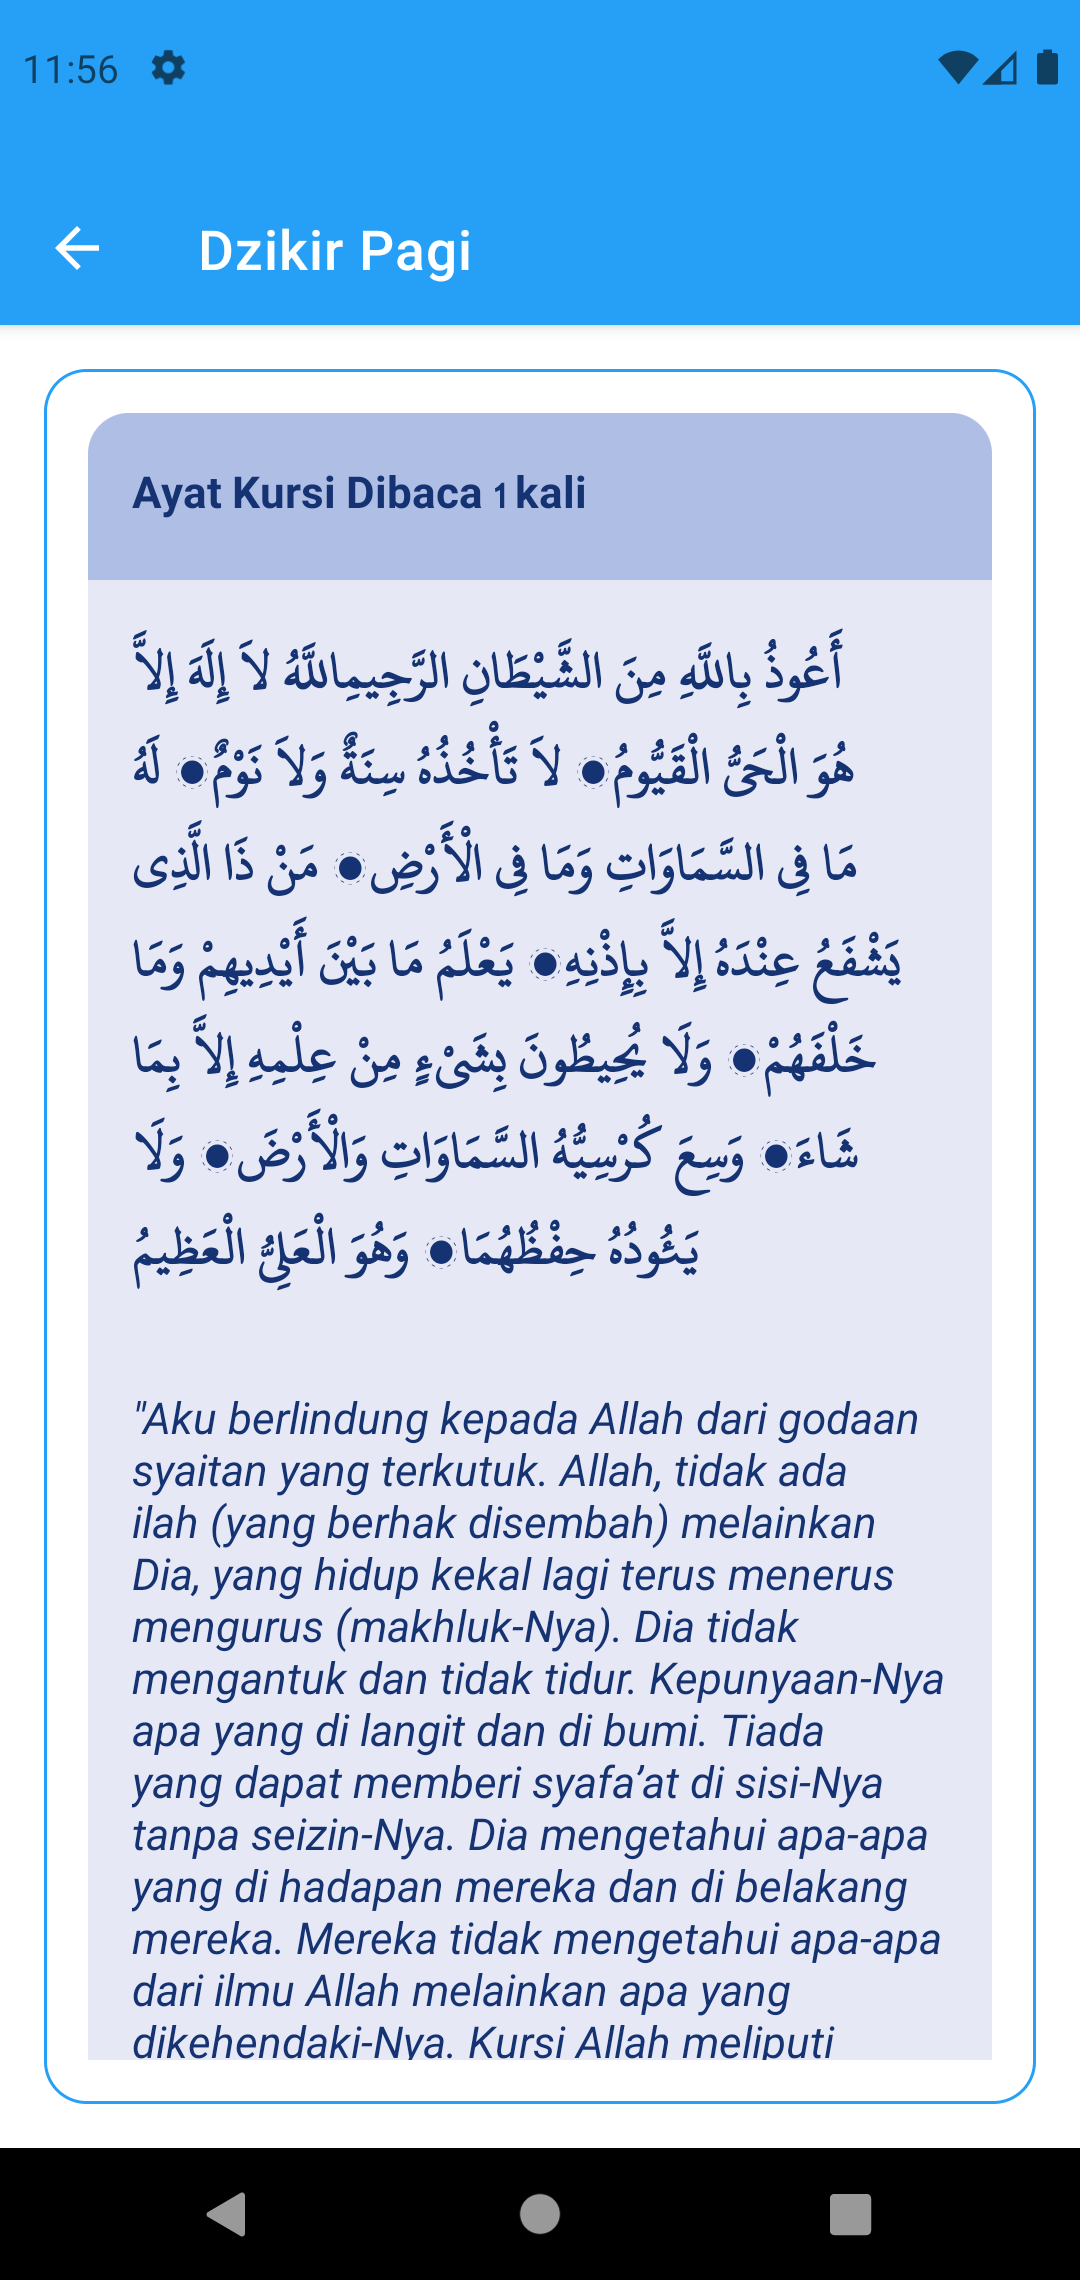 11:56
Dzikir Pagi
Ayat Kursi Dibaca 1 kali
أَعُوذُ بِاللَّهِ مِنَ الشَّيْطَانِ الرَّجِيمِاللَّهُ لاَ إِلَهَ إِلاَّ
هُوَ الْحَيُّ الْقَيُّومُ● لاَ تَأْخُذُهُ سِنَةٌ وَلاَ نَوْمٌ● لَهُ
مَا فِى السَّمَاوَاتِ وَمَا فِى الْأَرْضِ● مَنْ ذَا الَّذِى
يَشْفَعُ عِنْدَهُ إِلاَّ بِإِذْنِهِ● يَعْلَمُ مَا بَيْنَ أَيْدِيهِمْ وَمَا
خَلْفَهُمْ● وَلَا يُحِيطُونَ بِشَىْءٍ مِنْ عِلْمِهِ إِلاَّ بِمَا
شَاءَ● وَسِعَ كُرْسِيُّهُ السَّمَاوَاتِ وَالْأَرْضَ● وَلَا
يَئُودُهُ حِفْظُهُمَا● وَهُوَ الْعَلِىُّ الْعَظِيمُ
"Aku berlindung kepada Allah dari godaan
syaitan yang terkutuk. Allah, tidak ada
ilah (yang berhak disembah) melainkan
Dia, yang hidup kekal lagi terus menerus
mengurus (makhluk-Nya). Dia tidak
mengantuk dan tidak tidur. Kepunyaan-Nya
apa yang di langit dan di bumi. Tiada
yang dapat memberi syafa’at di sisi-Nya
tanpa seizin-Nya. Dia mengetahui apa-apa
yang di hadapan mereka dan di belakang
mereka. Mereka tidak mengetahui apa-apa
dari ilmu Allah melainkan apa yang
dikehendaki-Nya. Kursi Allah meliputi